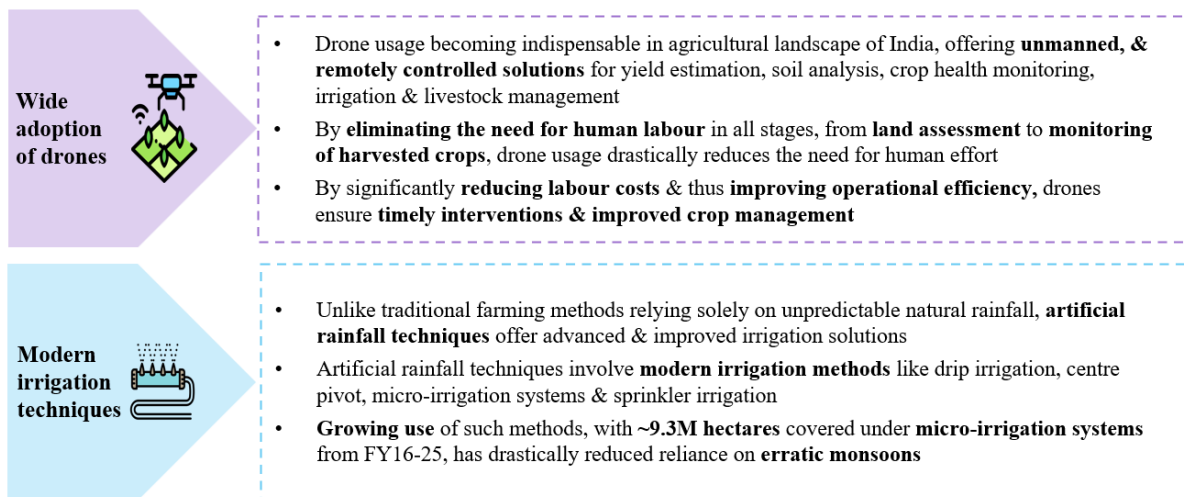 Wide
adoption
of drones
• Drone usage becoming indispensable in agricultural landscape of India, offering unmanned, &
remotely controlled solutions for yield estimation, soil analysis, crop health monitoring,
irrigation & livestock management
• By eliminating the need for human labour in all stages, from land assessment to monitoring
of harvested crops, drone usage drastically reduces the need for human effort
• By significantly reducing labour costs & thus improving operational efficiency, drones
ensure timely interventions & improved crop management
Modern
irrigation
techniques
• Unlike traditional farming methods relying solely on unpredictable natural rainfall, artificial
rainfall techniques offer advanced & improved irrigation solutions
• Artificial rainfall techniques involve modern irrigation methods like drip irrigation, centre
pivot, micro-irrigation systems & sprinkler irrigation
• Growing use of such methods, with ~9.3M hectares covered under micro-irrigation systems
from FY16-25, has drastically reduced reliance on erratic monsoons